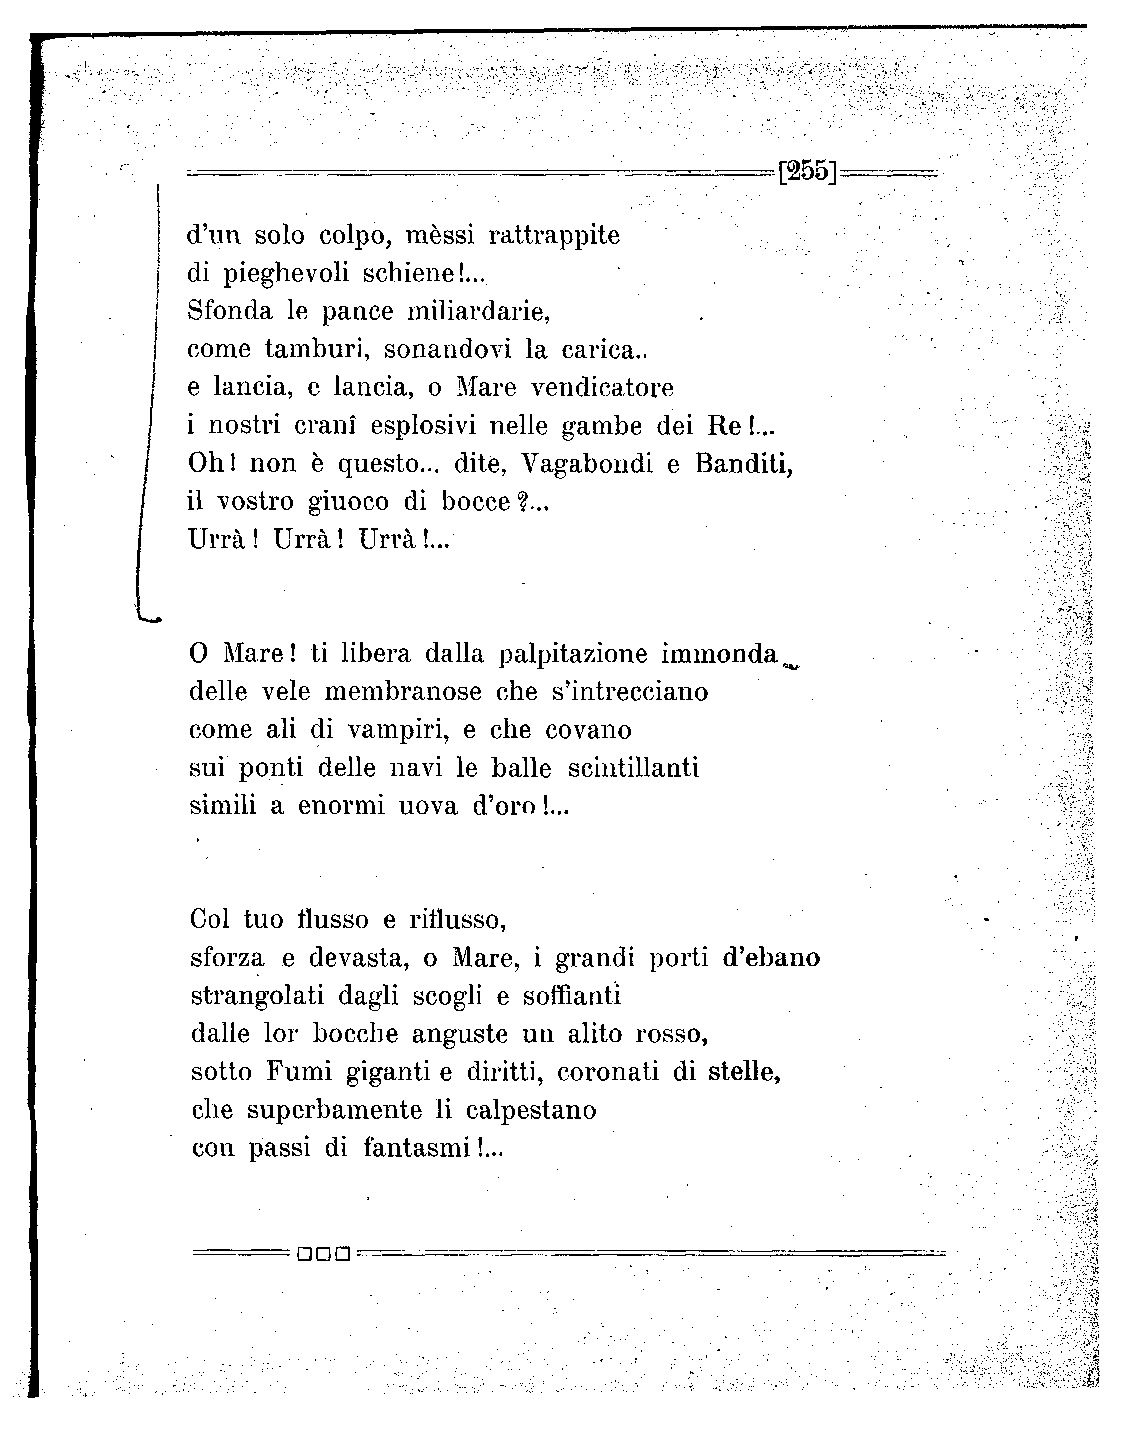 [255]
d'un solo colpo, mèssi rattrappite
di pieghevoli schiene!...
Sfonda le pance miliardarie,
come tamburi, sonandovi la carica..
e lancia, e lancia, o Mare vendicatore
i nostri cranî esplosivi nelle gambe dei Re!...
Oh! non è questo... dite, Vagabondi e Banditi,
il vostro giuoco di bocce?...
Urrà! Urrà! Urrà!...
O Mare! ti libera dalla palpitazione immonda
delle vele membranose che s'intrecciano
come ali di vampiri, e che covano
sui ponti delle navi le balle scintillanti
simili a enormi uova d'oro!...
Col tuo flusso e riflusso,
sforza e devasta, o Mare, i grandi porti d'ebano
strangolati dagli scogli e soffianti
dalle lor bocche anguste un alito rosso,
sotto Fumi giganti e diritti, coronati di stelle,
che superbamente li calpestano
con passi di fantasmi!...